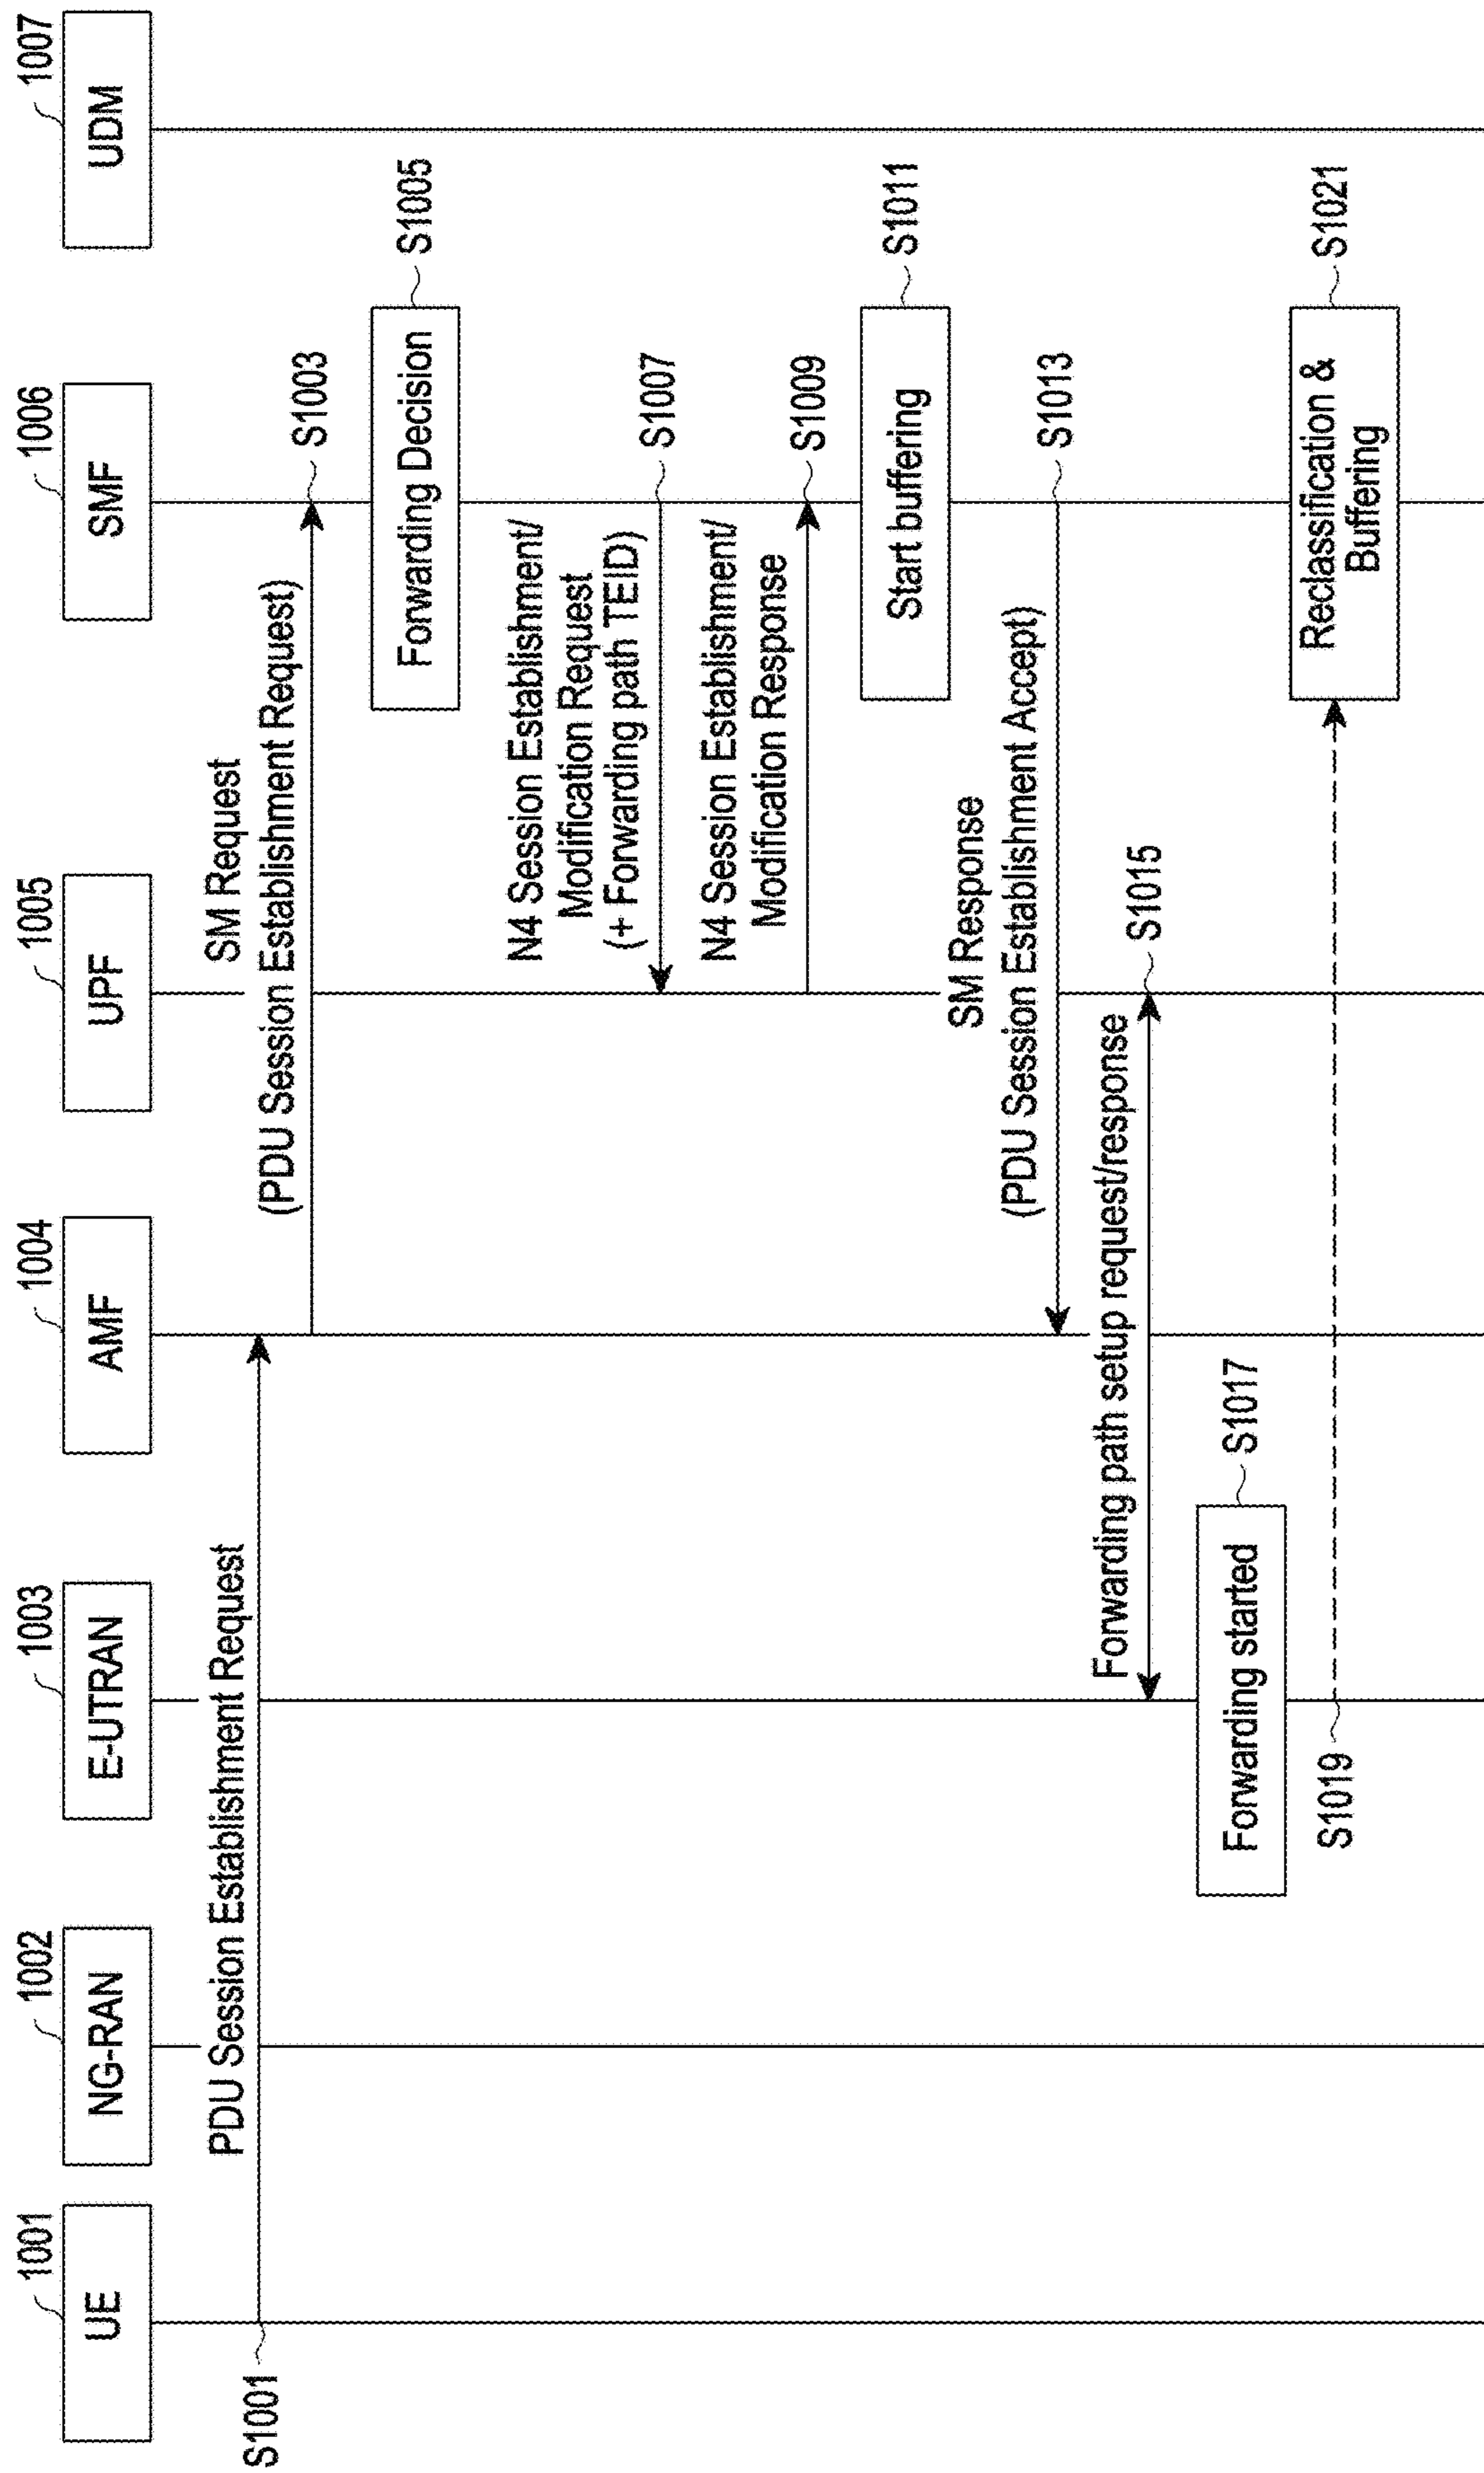 1001
1002
1003
1004
1005
1006
1007
UE
NG-RAN
E-UTRAN
AMF
UPF
SMF
UDM
PDU Session Establishment Request
S1001
SM Request
(PDU Session Establishment Request)
S1003
Forwarding Decision
S1005
N4 Session Establishment/
Modification Request
(+ Forwarding path TEID)
S1007
N4 Session Establishment/
Modification Response
S1009
Start buffering
S1011
SM Response
(PDU Session Establishment Accept)
S1013
Forwarding path setup request/response
S1015
Forwarding started
S1017
S1019
Reclassification &
Buffering
S1021